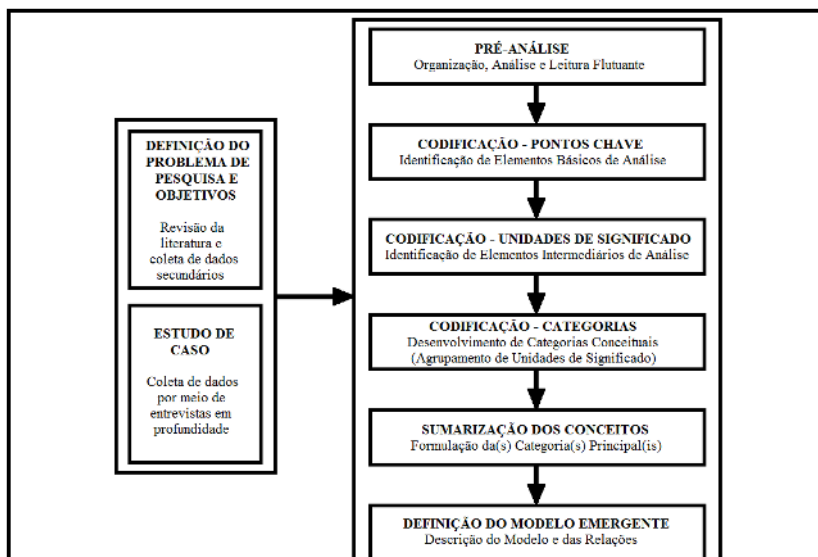 DEFINIÇÃO DO
PROBLEMA DE
PESQUISA E
OBJETIVOS
Revisão da
literatura e
coleta de dados
secundários
ESTUDO DE
CASO
Coleta de dados
por meio de
entrevistas em
profundidade
PRÉ-ANÁLISE
Organização, Análise e Leitura Flutuante
CODIFICAÇÃO - PONTOS CHAVE
Identificação de Elementos Básicos de Análise
CODIFICAÇÃO - UNIDADES DE SIGNIFICADO
Identificação de Elementos Intermediários de Análise
CODIFICAÇÃO - CATEGORIAS
Desenvolvimento de Categorias Conceituais
(Agrupamento de Unidades de Significado)
SUMARIZAÇÃO DOS CONCEITOS
Formulação da(s) Categoria(s) Principal(is)
DEFINIÇÃO DO MODELO EMERGENTE
Descrição do Modelo e das Relações